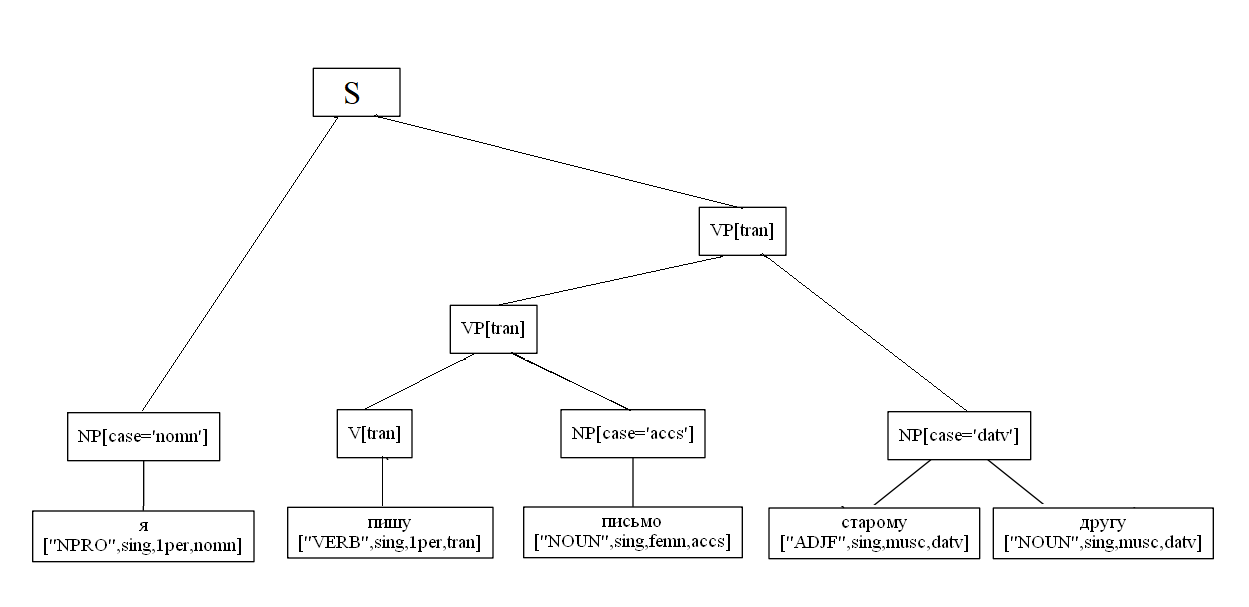 S
VP[tran]
VP[tran]
NP[case='nomn']
V[tran]
NP[case='accs']
NP[case='datv']
я
["NPRO",sing,1per,nomn]
пишу
["VERB",sing,1per,tran]
письмо
["NOUN",sing,femn,accs]
старому
["ADJF",sing,musc,datv]
другу
["NOUN",sing,musc,datv]